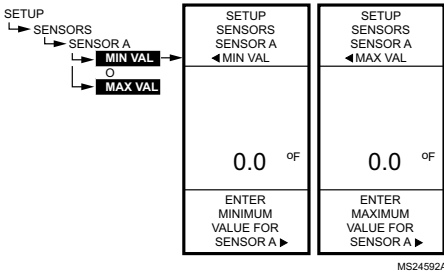 SETUP
SENSORS
SENSOR A
MIN VAL
O
MAX VAL
SETUP
SENSORS
SENSOR A
◀MIN VAL
0.0 °F
ENTER
MINIMUM
VALUE FOR
SENSOR A ▶
SETUP
SENSORS
SENSOR A
◀MAX VAL
0.0 °F
ENTER
MAXIMUM
VALUE FOR
SENSOR A ▶
MS24592A